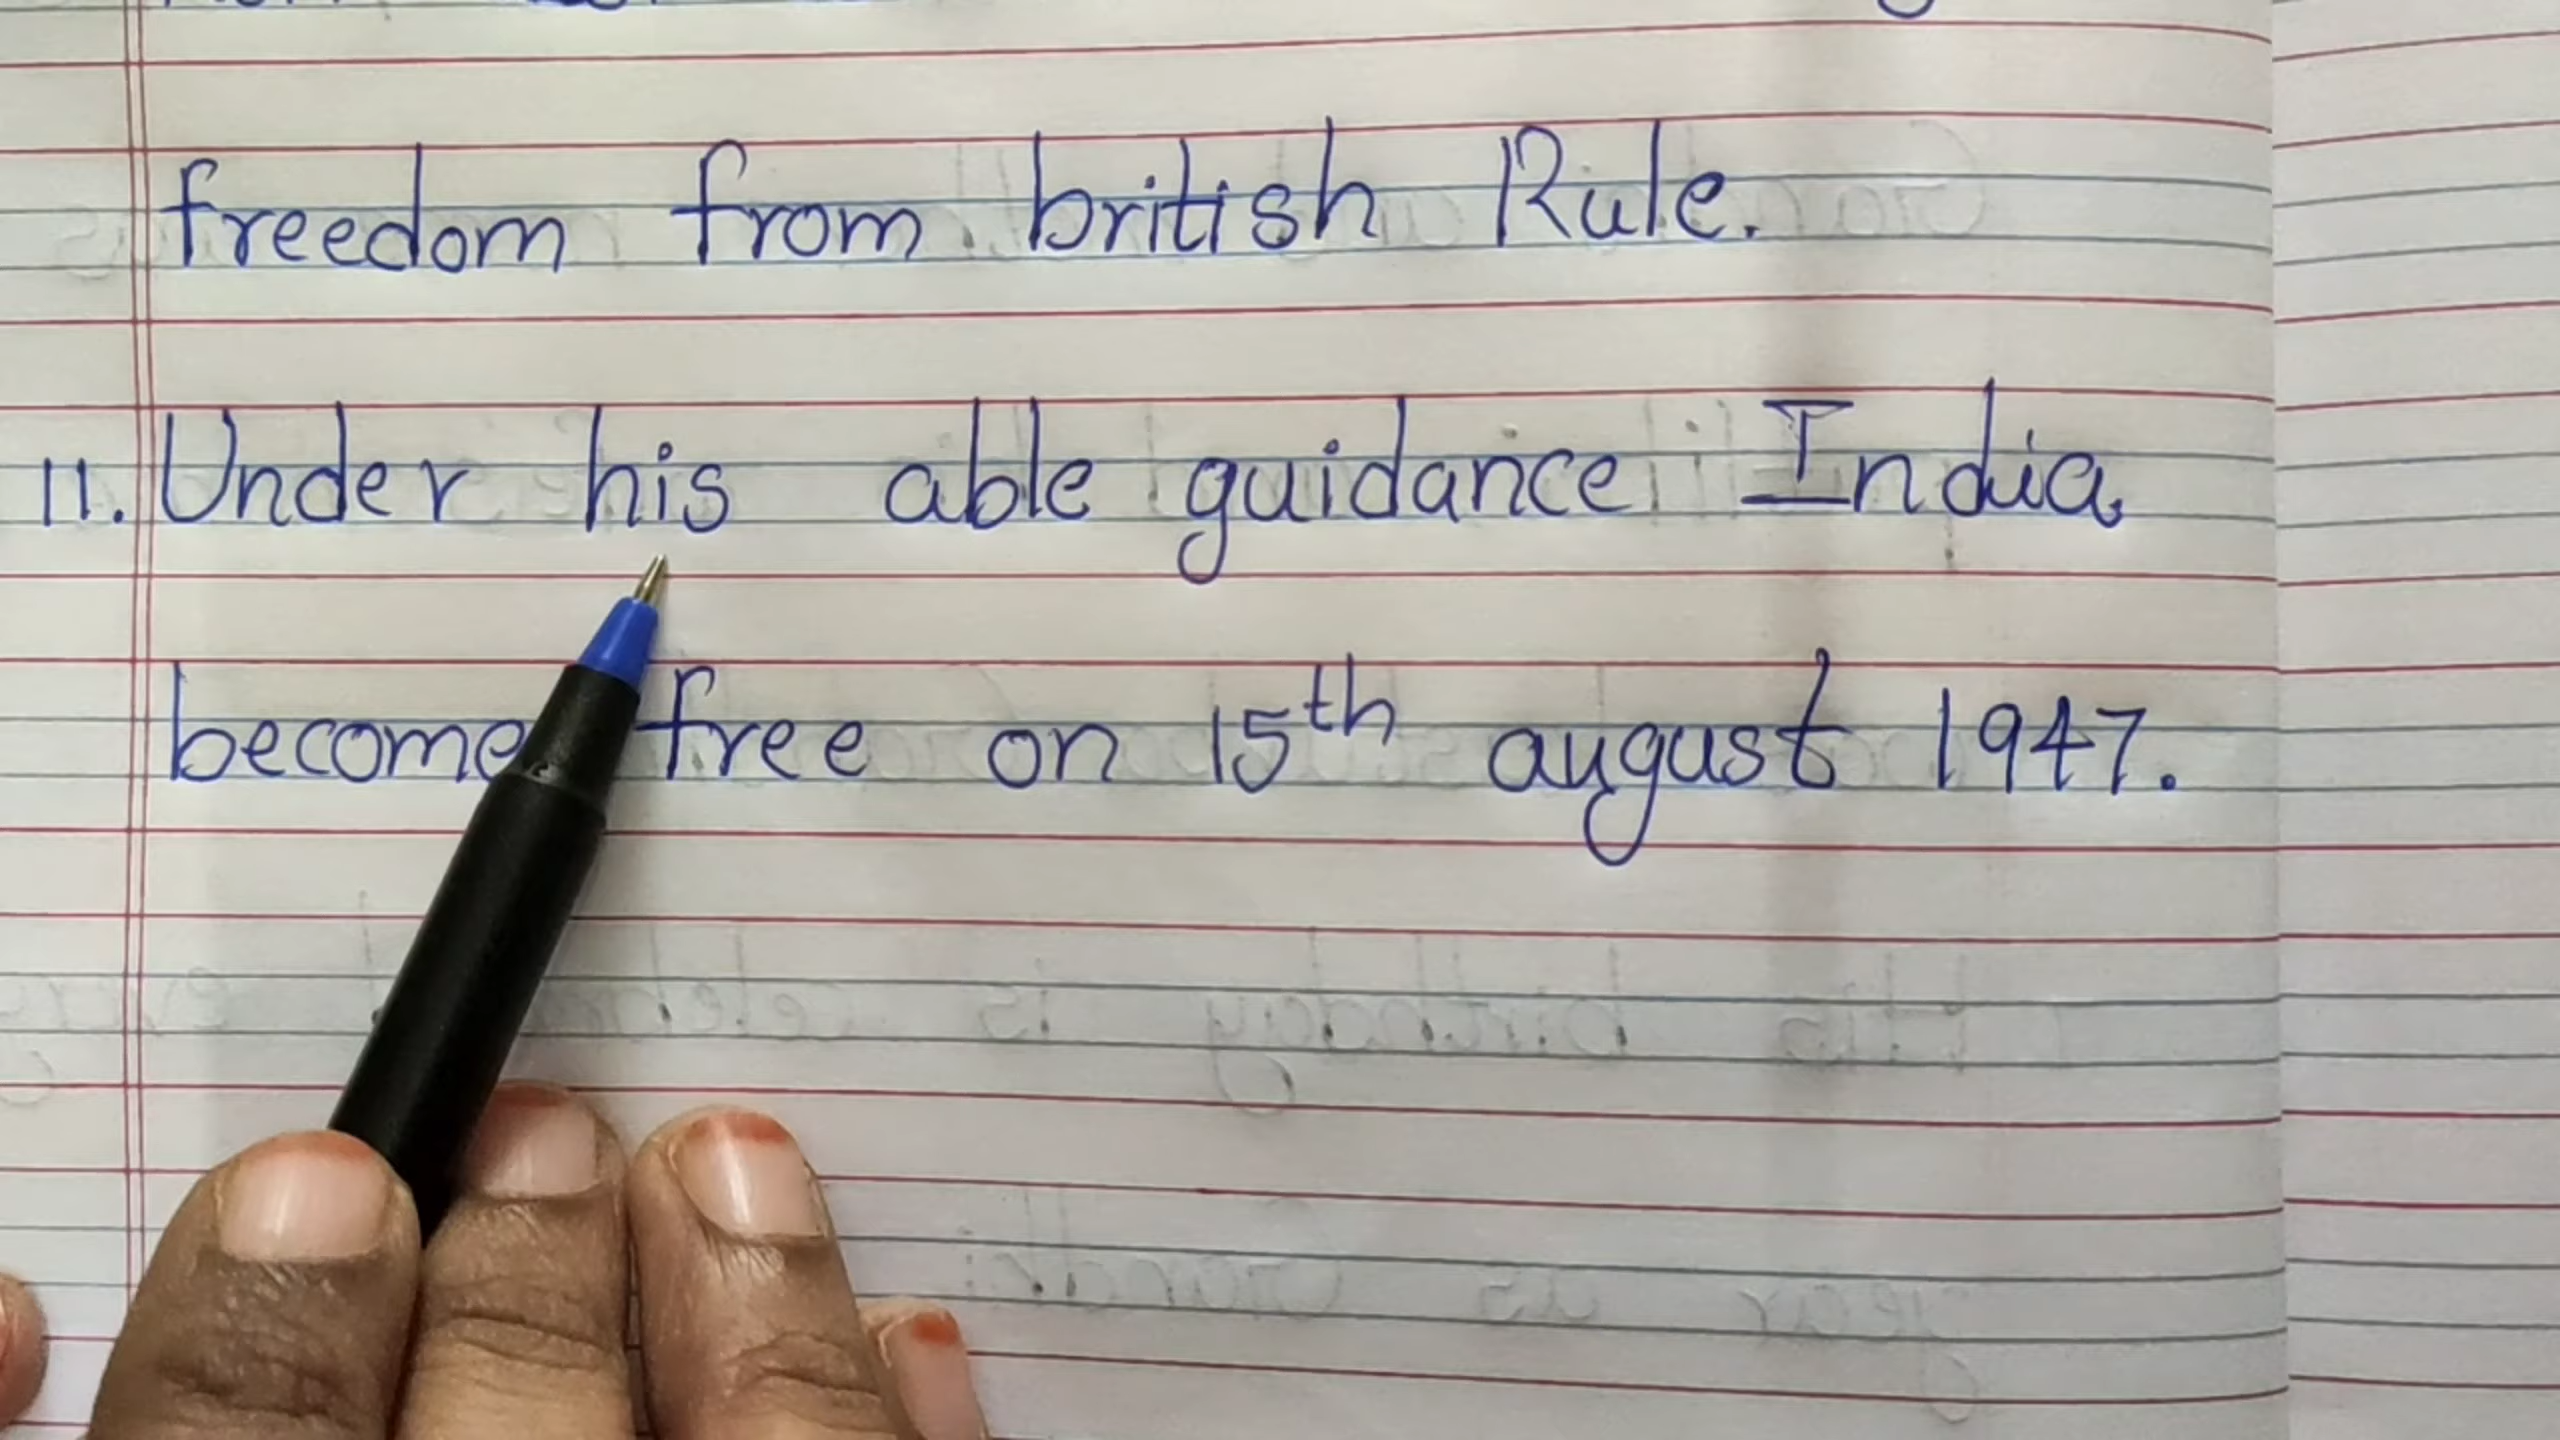 freedom from british Rule.
11. Under his able guidance India
become free on 15th august 1947.